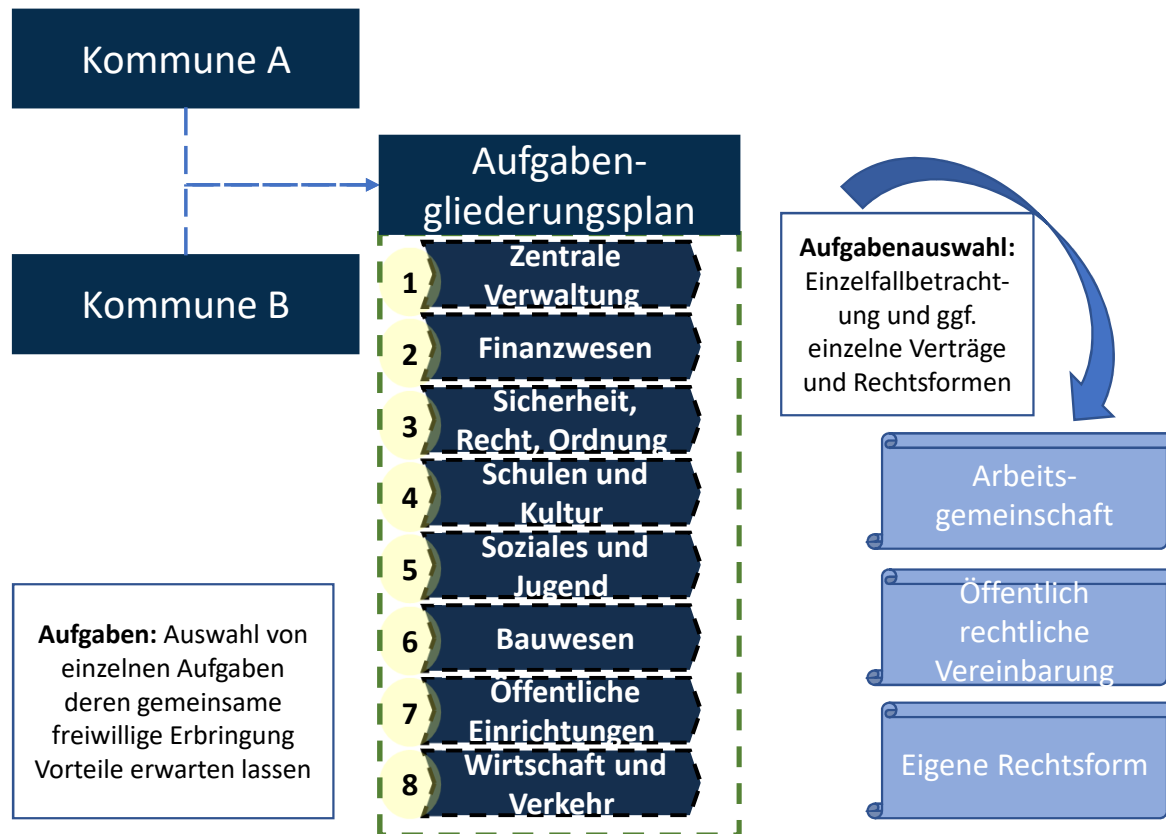 Kommune A
Kommune B
Aufgaben-
gliederungsplan
1
Zentrale
Verwaltung
2
Finanzwesen
3
Sicherheit,
Recht, Ordnung
4
Schulen und
Kultur
5
Soziales und
Jugend
6
Bauwesen
7
Öffentliche
Einrichtungen
8
Wirtschaft und
Verkehr
Aufgaben: Auswahl von
einzelnen Aufgaben
deren gemeinsame
freiwillige Erbringung
Vorteile erwarten lassen
Aufgabenauswahl:
Einzelfallbetracht-
ung und ggf.
einzelne Verträge
und Rechtsformen
Arbeits-
gemeinschaft
Öffentlich
rechtliche
Vereinbarung
Eigene Rechtsform